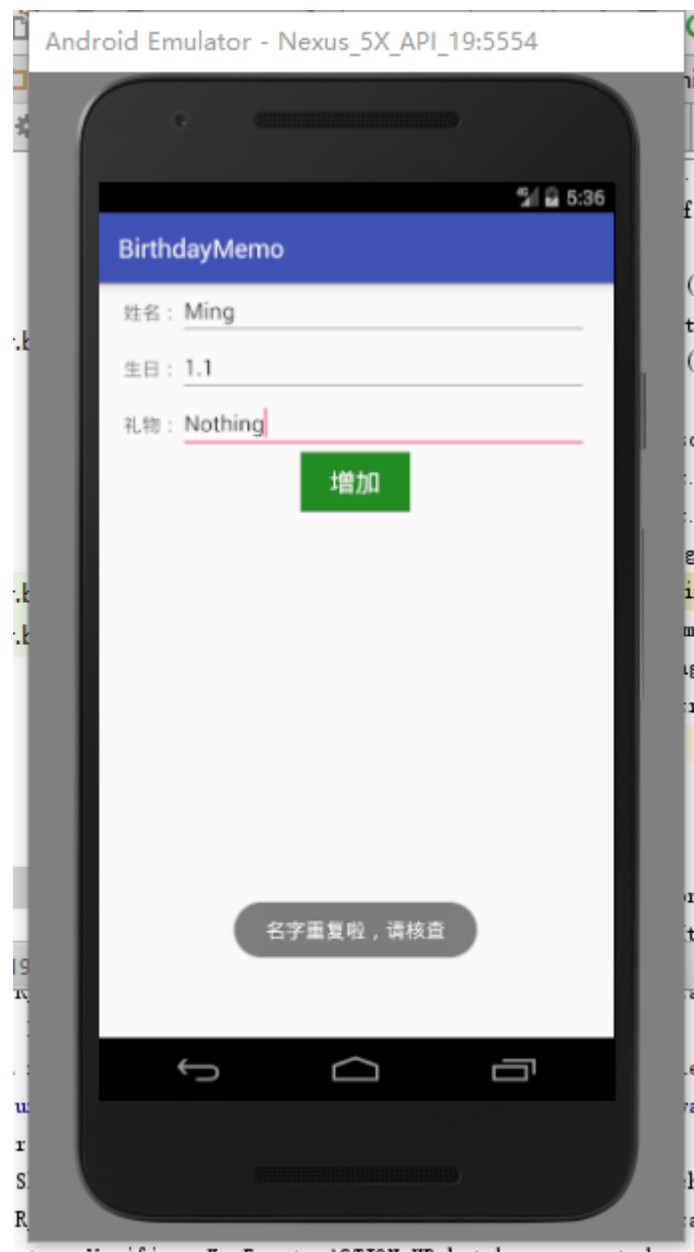 Android Emulator - Nexus_5X_API_19:5554
5:36
BirthdayMemo
姓名：Ming
生日：1.1
礼物：Nothing
增加
名字重复啦，请核查